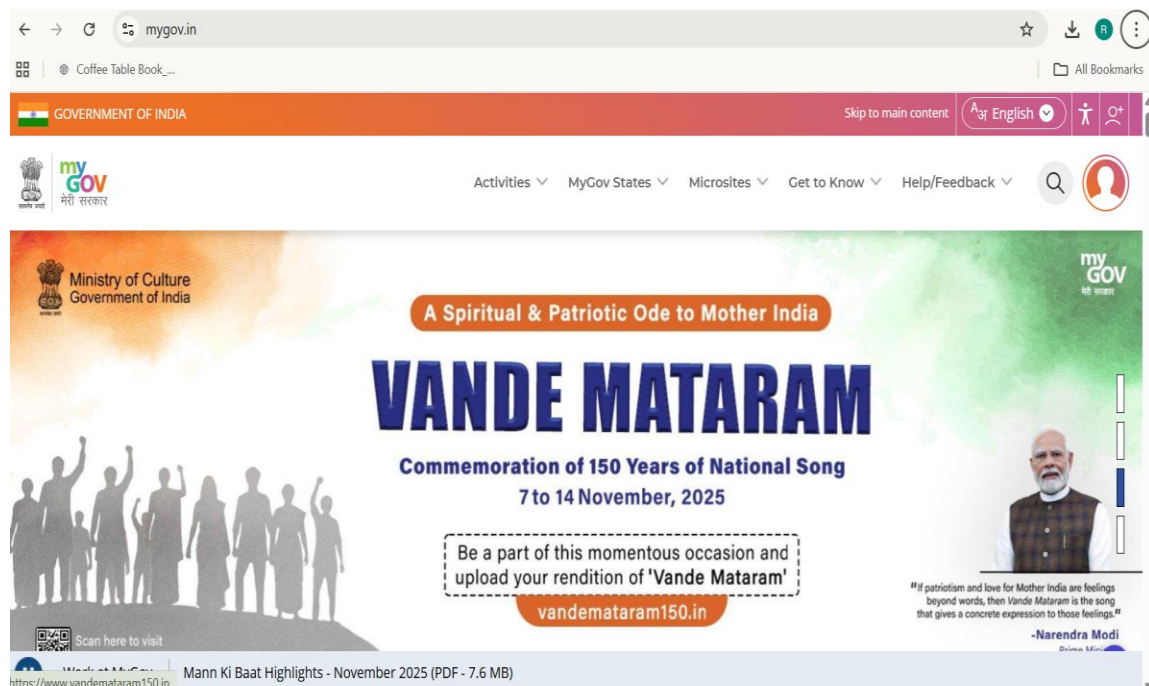 mygov.in
Coffee Table Book_...
All Bookmarks
GOVERNMENT OF INDIA
Skip to main content
Aअ English
my
GOV
मेरी सरकार
सत्यमेव जयते
Activities
MyGov States
Microsites
Get to Know
Help/Feedback
Ministry of Culture
Government of India
my
GOV
मेरी सरकार
A Spiritual & Patriotic Ode to Mother India
VANDE MATARAM
Commemoration of 150 Years of National Song
7 to 14 November, 2025
Be a part of this momentous occasion and
upload your rendition of 'Vande Mataram'
vandemataram150.in
"If patriotism and love for Mother India are feelings
beyond words, then Vande Mataram is the song
that gives a concrete expression to those feelings."
-Narendra Modi
Scan here to visit
Mann Ki Baat Highlights - November 2025 (PDF - 7.6 MB)
https://www.vandemataram150.in